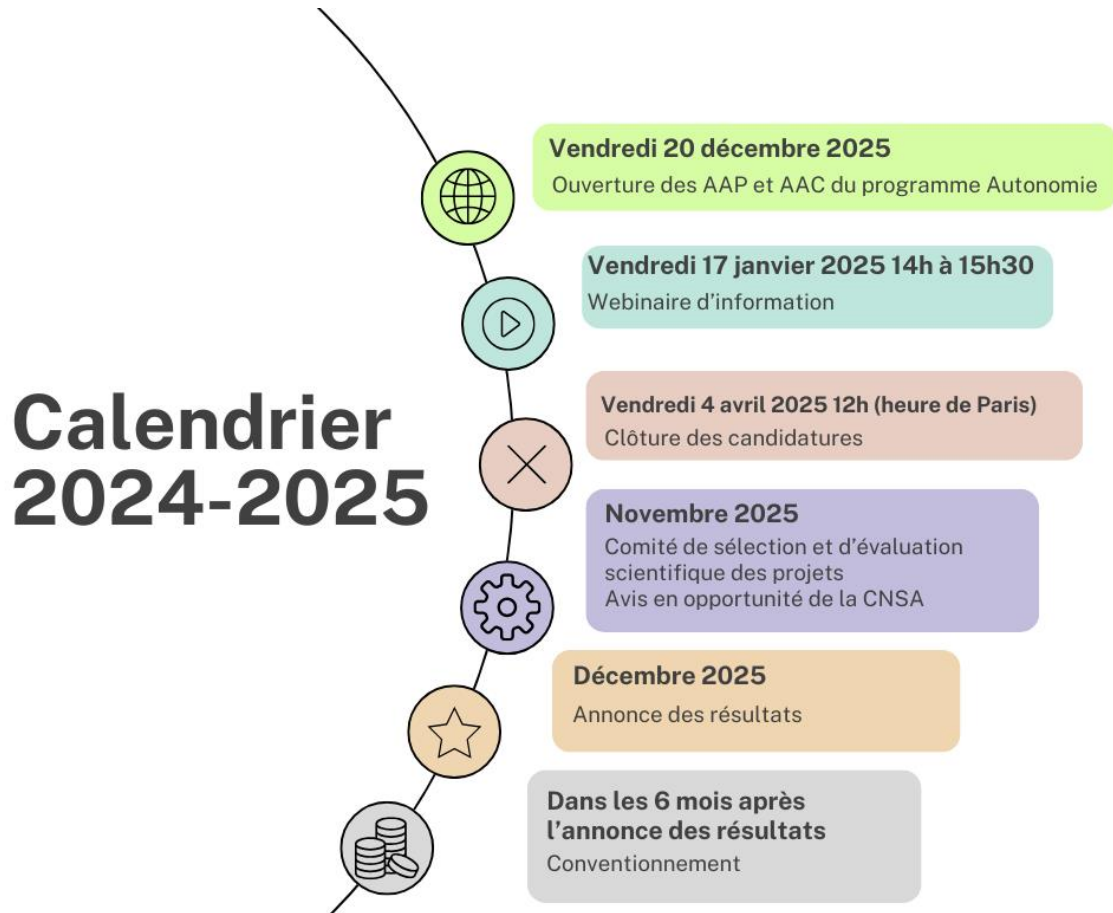 Calendrier
2024-2025
Vendredi 20 décembre 2025
Ouverture des AAP et AAC du programme Autonomie
Vendredi 17 janvier 2025 14h à 15h30
Webinaire d'information
Vendredi 4 avril 2025 12h (heure de Paris)
Clôture des candidatures
Novembre 2025
Comité de sélection et d'évaluation
scientifique des projets
Avis en opportunité de la CNSA
Décembre 2025
Annonce des résultats
Dans les 6 mois après
l'annonce des résultats
Conventionnement